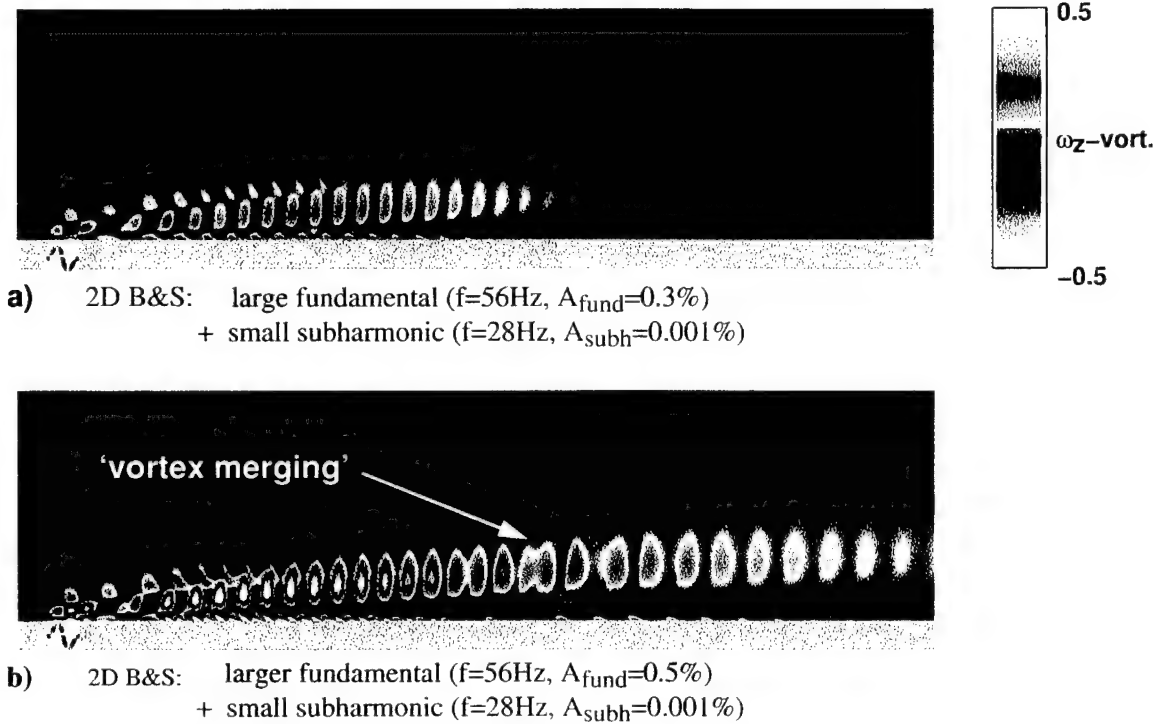 0.5
ωz-vort.
-0.5
a) 2D B&S: large fundamental (f=56Hz, Afund=0.3%)
+ small subharmonic (f=28Hz, Asubh=0.001%)
'vortex merging'
b) 2D B&S: larger fundamental (f=56Hz, Afund=0.5%)
+ small subharmonic (f=28Hz, Asubh=0.001%)